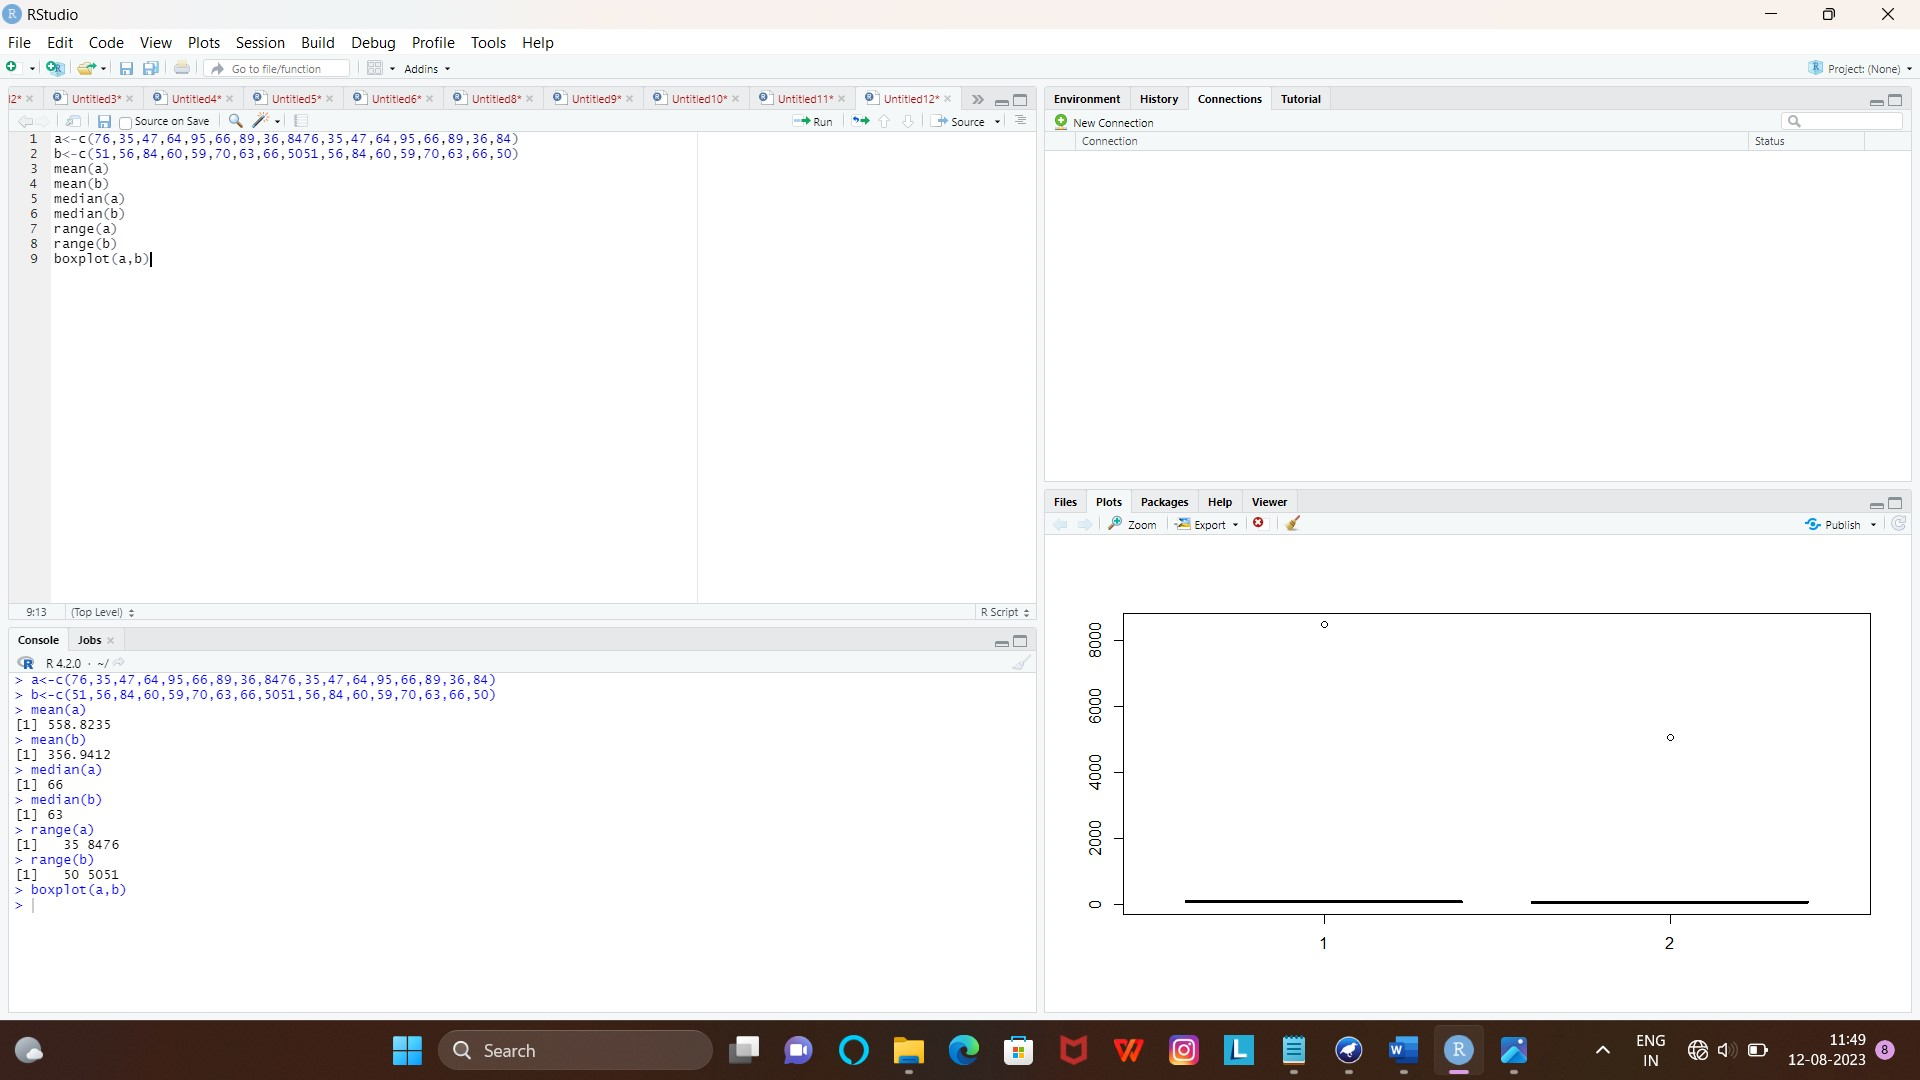 RStudio
File Edit Code View Plots Session Build Debug Profile Tools Help
Go to file/function Addins Project: (None)
l2* Untitled3* Untitled4* Untitled5* Untitled6* Untitled8* Untitled9* Untitled10* Untitled11* Untitled12*
Source on Save Run Source
1 a<-c(76,35,47,64,95,66,89,36,8476,35,47,64,95,66,89,36,84)
2 b<-c(51,56,84,60,59,70,63,66,5051,56,84,60,59,70,63,66,50)
3 mean(a)
4 mean(b)
5 median(a)
6 median(b)
7 range(a)
8 range(b)
9 boxplot(a,b)
9:13 (Top Level) R Script
Console Jobs
R 4.2.0 · ~/
> a<-c(76,35,47,64,95,66,89,36,8476,35,47,64,95,66,89,36,84)
> b<-c(51,56,84,60,59,70,63,66,5051,56,84,60,59,70,63,66,50)
> mean(a)
[1] 558.8235
> mean(b)
[1] 356.9412
> median(a)
[1] 66
> median(b)
[1] 63
> range(a)
[1]   35 8476
> range(b)
[1]   50 5051
> boxplot(a,b)
>
Environment History Connections Tutorial
New Connection
Connection Status
Files Plots Packages Help Viewer
Zoom Export Publish
8000
6000
4000
2000
0
1 2
Search
ENG
IN
11:49
12-08-2023
8